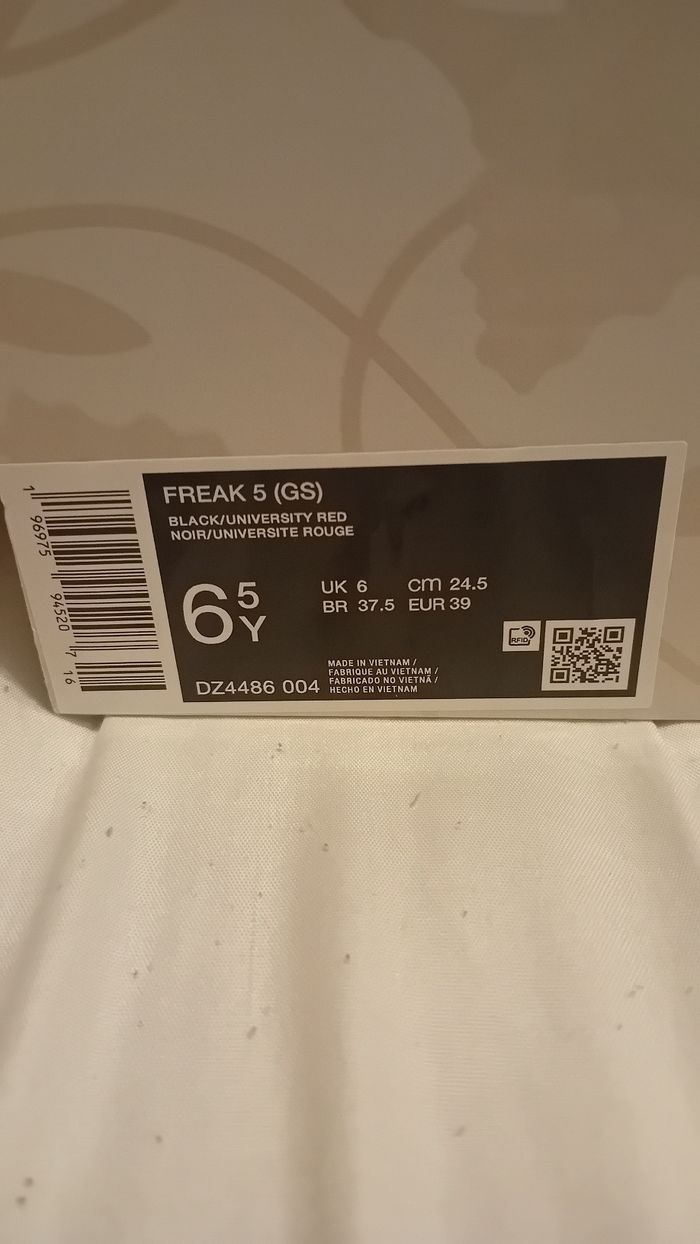 FREAK 5 (GS)
BLACK/UNIVERSITY RED
NOIR/UNIVERSITE ROUGE
6 5 Y
UK 6 cm 24.5
BR 37.5 EUR 39
DZ4486 004
MADE IN VIETNAM /
FABRIQUE AU VIETNAM /
FABRICADO NO VIETNÃ /
HECHO EN VIETNAM
RFID
1 96975 94520 7 16